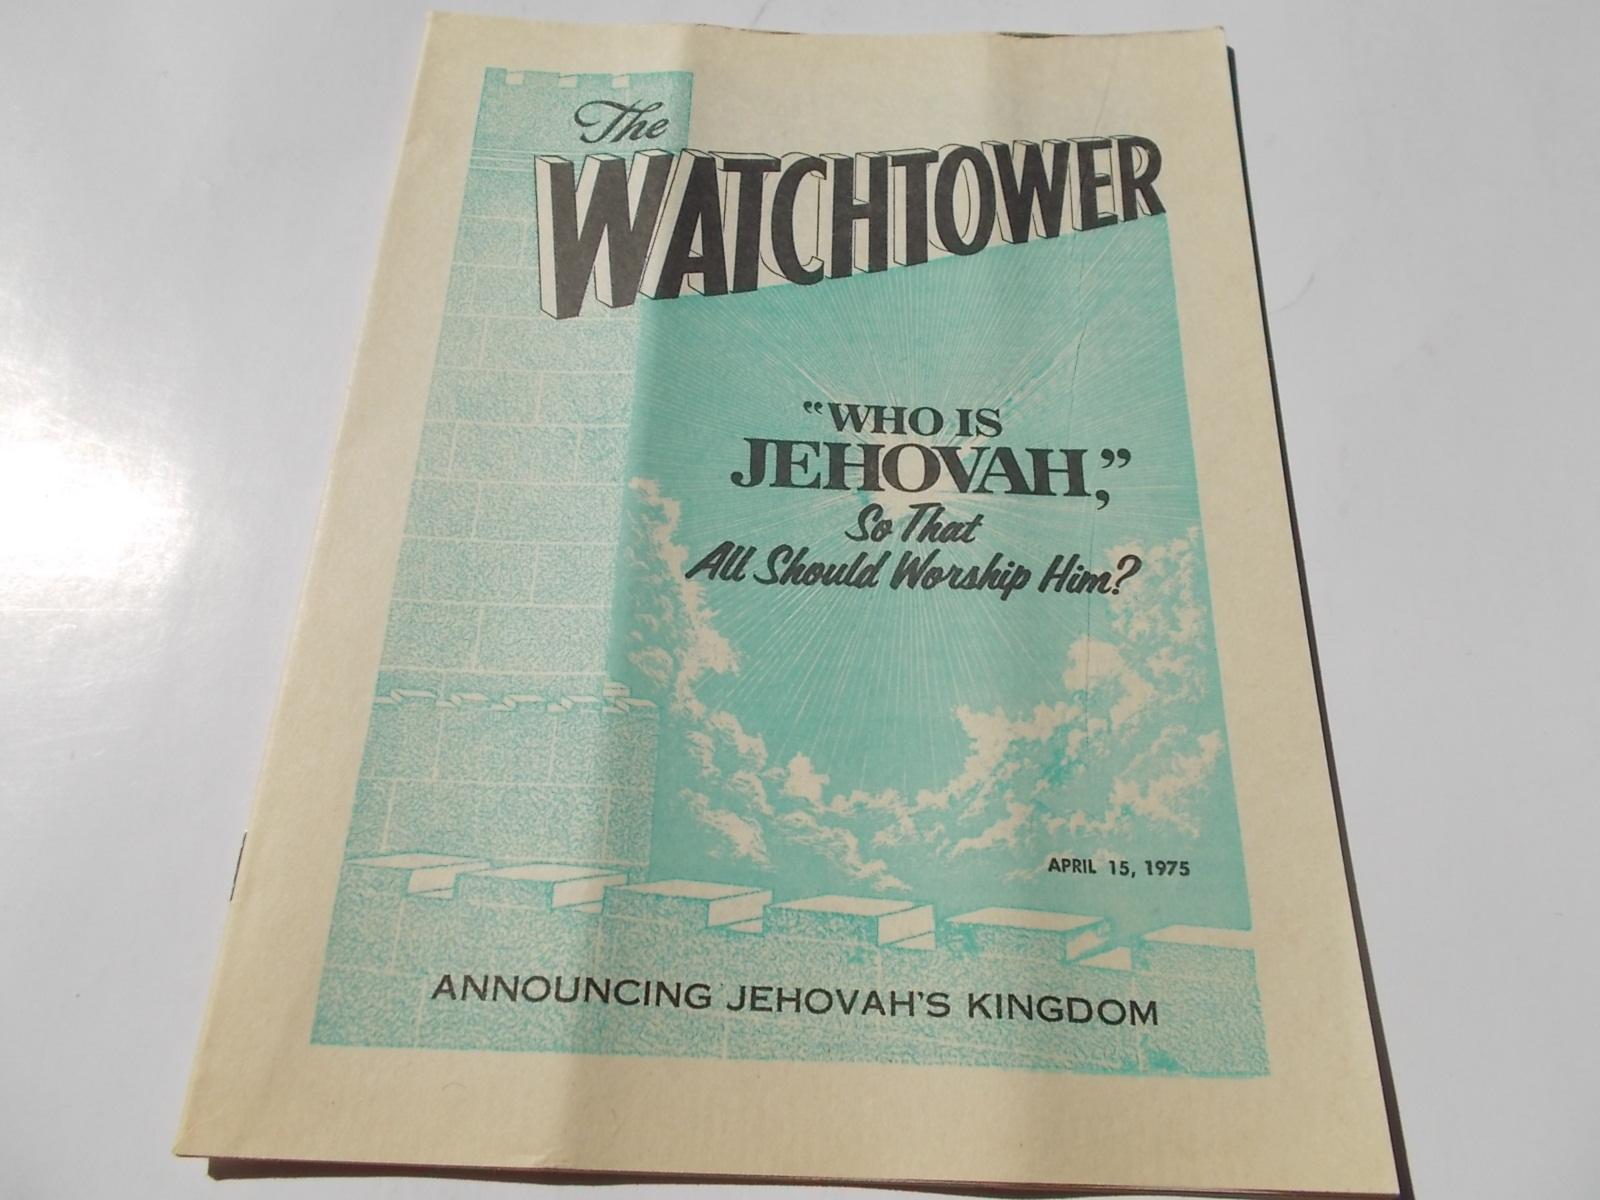 The
WATCHTOWER
“WHO IS
JEHOVAH,”
So That
All Should Worship Him?
APRIL 15, 1975
ANNOUNCING JEHOVAH'S KINGDOM